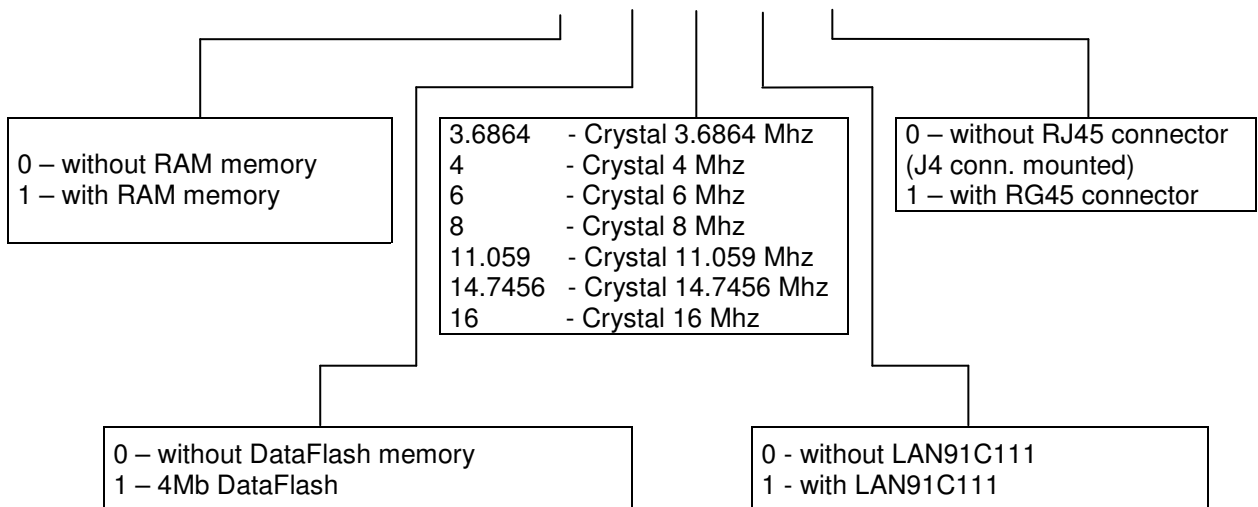 0 – without RAM memory
1 – with RAM memory
3.6864 - Crystal 3.6864 Mhz
4 - Crystal 4 Mhz
6 - Crystal 6 Mhz
8 - Crystal 8 Mhz
11.059 - Crystal 11.059 Mhz
14.7456 - Crystal 14.7456 Mhz
16 - Crystal 16 Mhz
0 – without RJ45 connector
(J4 conn. mounted)
1 – with RG45 connector
0 – without DataFlash memory
1 – 4Mb DataFlash
0 - without LAN91C111
1 - with LAN91C111